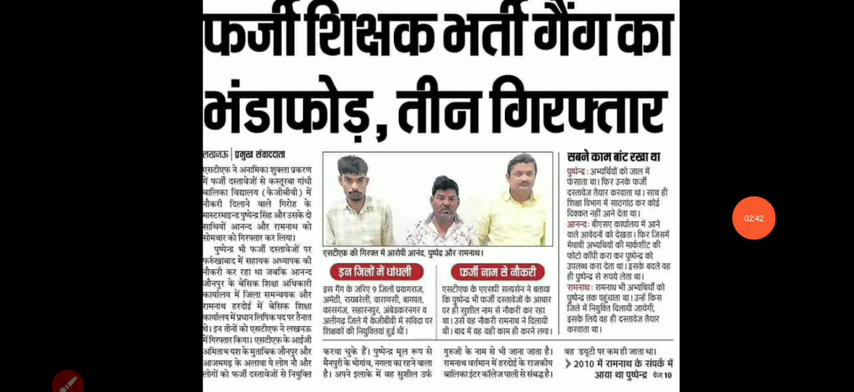 फर्जी शिक्षक भर्ती गैंग का
भंडाफोड़, तीन गिरफ्तार
लखनऊ | प्रमुख संवाददाता
एसटीएफ ने अनामिका शुक्ला प्रकरण
में फर्जी दस्तावेजों से कस्तूरबा गांधी
बालिका विद्यालय (केजीबीवी) में
नौकरी दिलाने वाले गिरोह के
मास्टरमाइन्ड पुष्पेन्द्र सिंह और उसके दो
साथियों आनन्द और रामनाथ को
सोमवार को गिरफ्तार कर लिया।
पुष्पेन्द्र भी फर्जी दस्तावेजों पर
फर्रुखाबाद में सहायक अध्यापक की
नौकरी कर रहा था जबकि आनन्द
जौनपुर के बेसिक शिक्षा अधिकारी
कार्यालय में जिला समन्वयक और
रामनाथ हरदोई में बेसिक शिक्षा
कार्यालय में प्रधान लिपिक पद पर तैनात
थे। इन तीनों को एसटीएफ ने लखनऊ
में गिरफ्तार किया। एसटीएफ के आईजी
अमिताभ यश के मुताबिक जौनपुर और
आजमगढ़ के अलावा ये लोग नौ और
लोगों को फर्जी दस्तावेजों से नियुक्ति
एसटीएफ की गिरफ्त में आरोपी आनंद, पुष्पेंद्र और रामनाथ।
इन जिलों में धांधली
इस गैंग के जरिए 9 जिलों प्रयागराज,
अमेठी, रायबरेली, वाराणसी, बागपत,
कासगंज, सहारनपुर, अंबेडकरनगर व
अलीगढ़ जिले में केजीबीवी में संविदा पर
शिक्षकों की नियुक्तियां हुई थीं।
फर्जी नाम से नौकरी
एसटीएफ के एएसपी सत्यसेन ने बताया
कि पुष्पेन्द्र भी फर्जी दस्तावेजों के आधार
पर ही सुशील नाम से नौकरी कर रहा
था। उसे यह नौकरी रामनाथ ने दिलायी
थी। बाद में वह यही काम ही करने लगा।
करवा चुके हैं। पुष्पेन्द्र मूल रूप से
मैनपुरी के भोगांव, नगला का रहने वाला
है। अपने इलाके में वह सुशील उर्फ
गुरुजी के नाम से भी जाना जाता है।
रामनाथ वर्तमान में हरदोई के राजकीय
बालिका इंटर कॉलेज पाली से संबद्ध है।
सबने काम बांट रखा था
पुष्पेन्द्र: अभ्यर्थियों को जाल में
फंसाता था। फिर उनके फर्जी
दस्तावेज तैयार करवाता था। साथ ही
शिक्षा विभाग में साठगांठ कर कोई
दिक्कत नहीं आने देता था।
आनन्द: बीएसए कार्यालय में आने
वाले आवेदनों को देखता। फिर जिसमें
मेधावी अभ्यर्थियों की मार्कशीट की
फोटो कॉपी करा कर पुष्पेन्द्र को
उपलब्ध करा देता था। इसके बदले वह
ही पुष्पेन्द्र से रुपये लेता था।
रामनाथ: रामनाथ भी अभ्यर्थियों को
पुष्पेन्द्र तक पहुंचाता था। उन्हें किस
जिले में नियुक्ति दिलायी जायेगी,
इसके लिये वह ही दस्तावेज तैयार
करवाता था।
वह ड्यूटी पर कम ही जाता था।
2010 में रामनाथ के संपर्क में
आया था पुष्पेन्द्र पेज 10
02:42